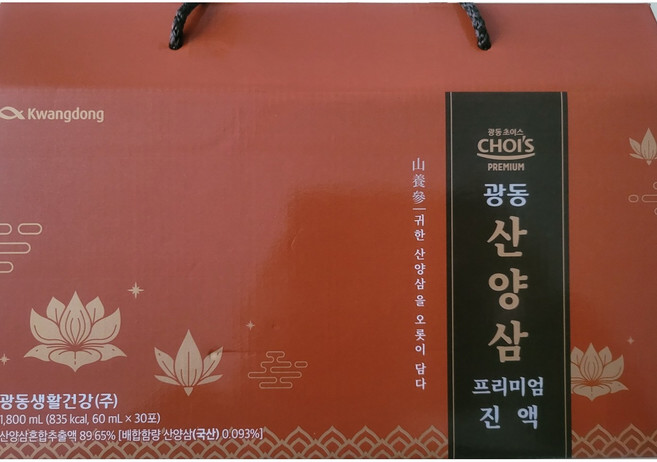 Kwangdong
광동 초이스
CHOI'S
PREMIUM
광동
산양삼
프리미엄
진액
山養參 귀한 산양삼을 오롯이 담다
광동생활건강(주)
1,800 mL (835 kcal, 60 mL × 30포)
산양삼혼합추출액 89.65% [배합함량 산양삼(국산) 0.093%]